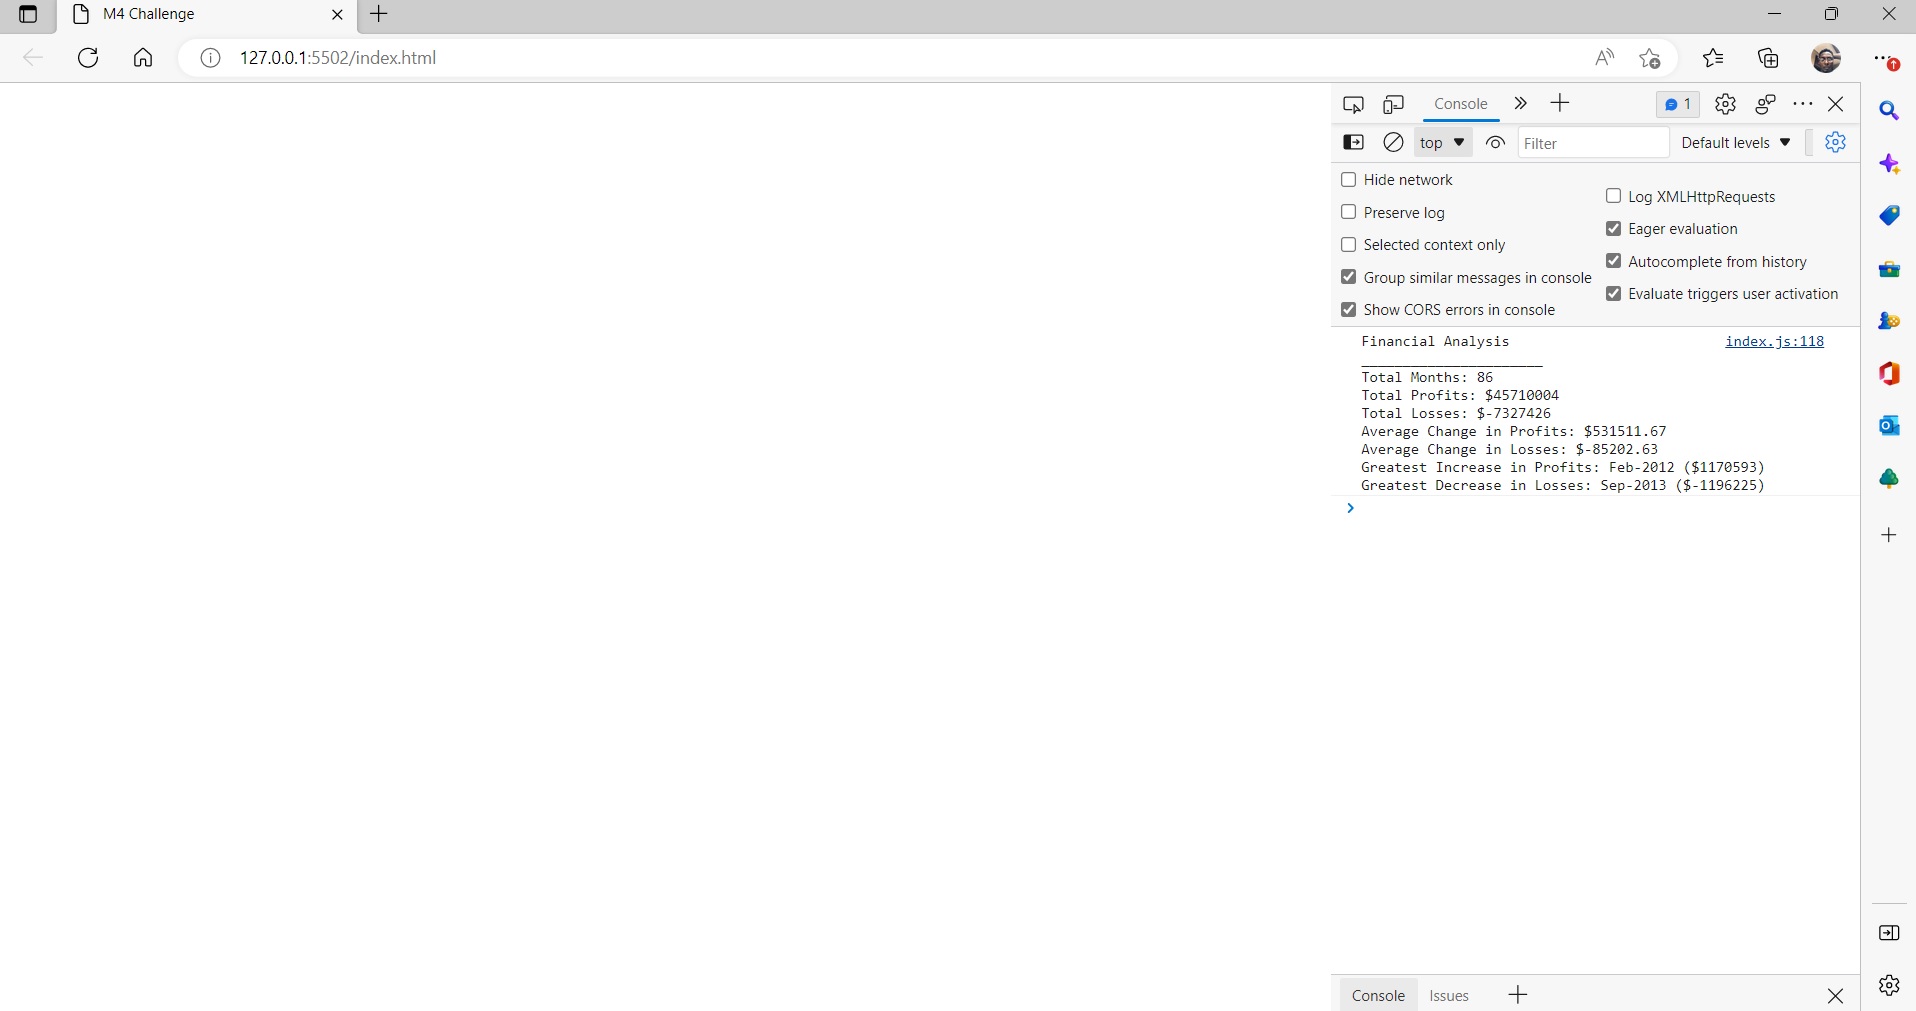 M4 Challenge
127.0.0.1:5502/index.html
Console
1
top
Filter
Default levels
Hide network
Log XMLHttpRequests
Preserve log
Eager evaluation
Selected context only
Autocomplete from history
Group similar messages in console
Evaluate triggers user activation
Show CORS errors in console
Financial Analysis index.js:118
______________________
Total Months: 86
Total Profits: $45710004
Total Losses: $-7327426
Average Change in Profits: $531511.67
Average Change in Losses: $-85202.63
Greatest Increase in Profits: Feb-2012 ($1170593)
Greatest Decrease in Losses: Sep-2013 ($-1196225)
Console Issues